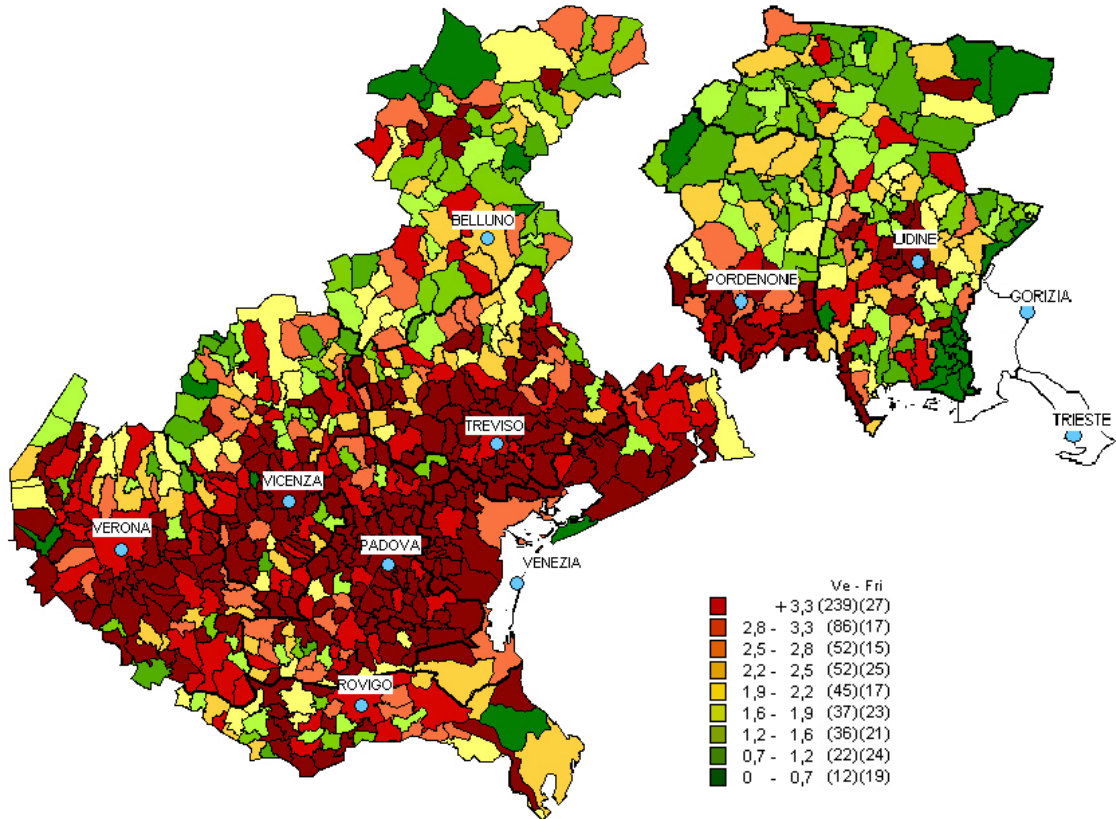 BELLUNO
UDINE
PORDENONE
GORIZIA
TREVISO
TRIESTE
VICENZA
VERONA
PADOVA
VENEZIA
ROVIGO
Ve - Fri
+ 3,3 (239)(27)
2,8 - 3,3 (86)(17)
2,5 - 2,8 (52)(15)
2,2 - 2,5 (52)(25)
1,9 - 2,2 (45)(17)
1,6 - 1,9 (37)(23)
1,2 - 1,6 (36)(21)
0,7 - 1,2 (22)(24)
0 - 0,7 (12)(19)